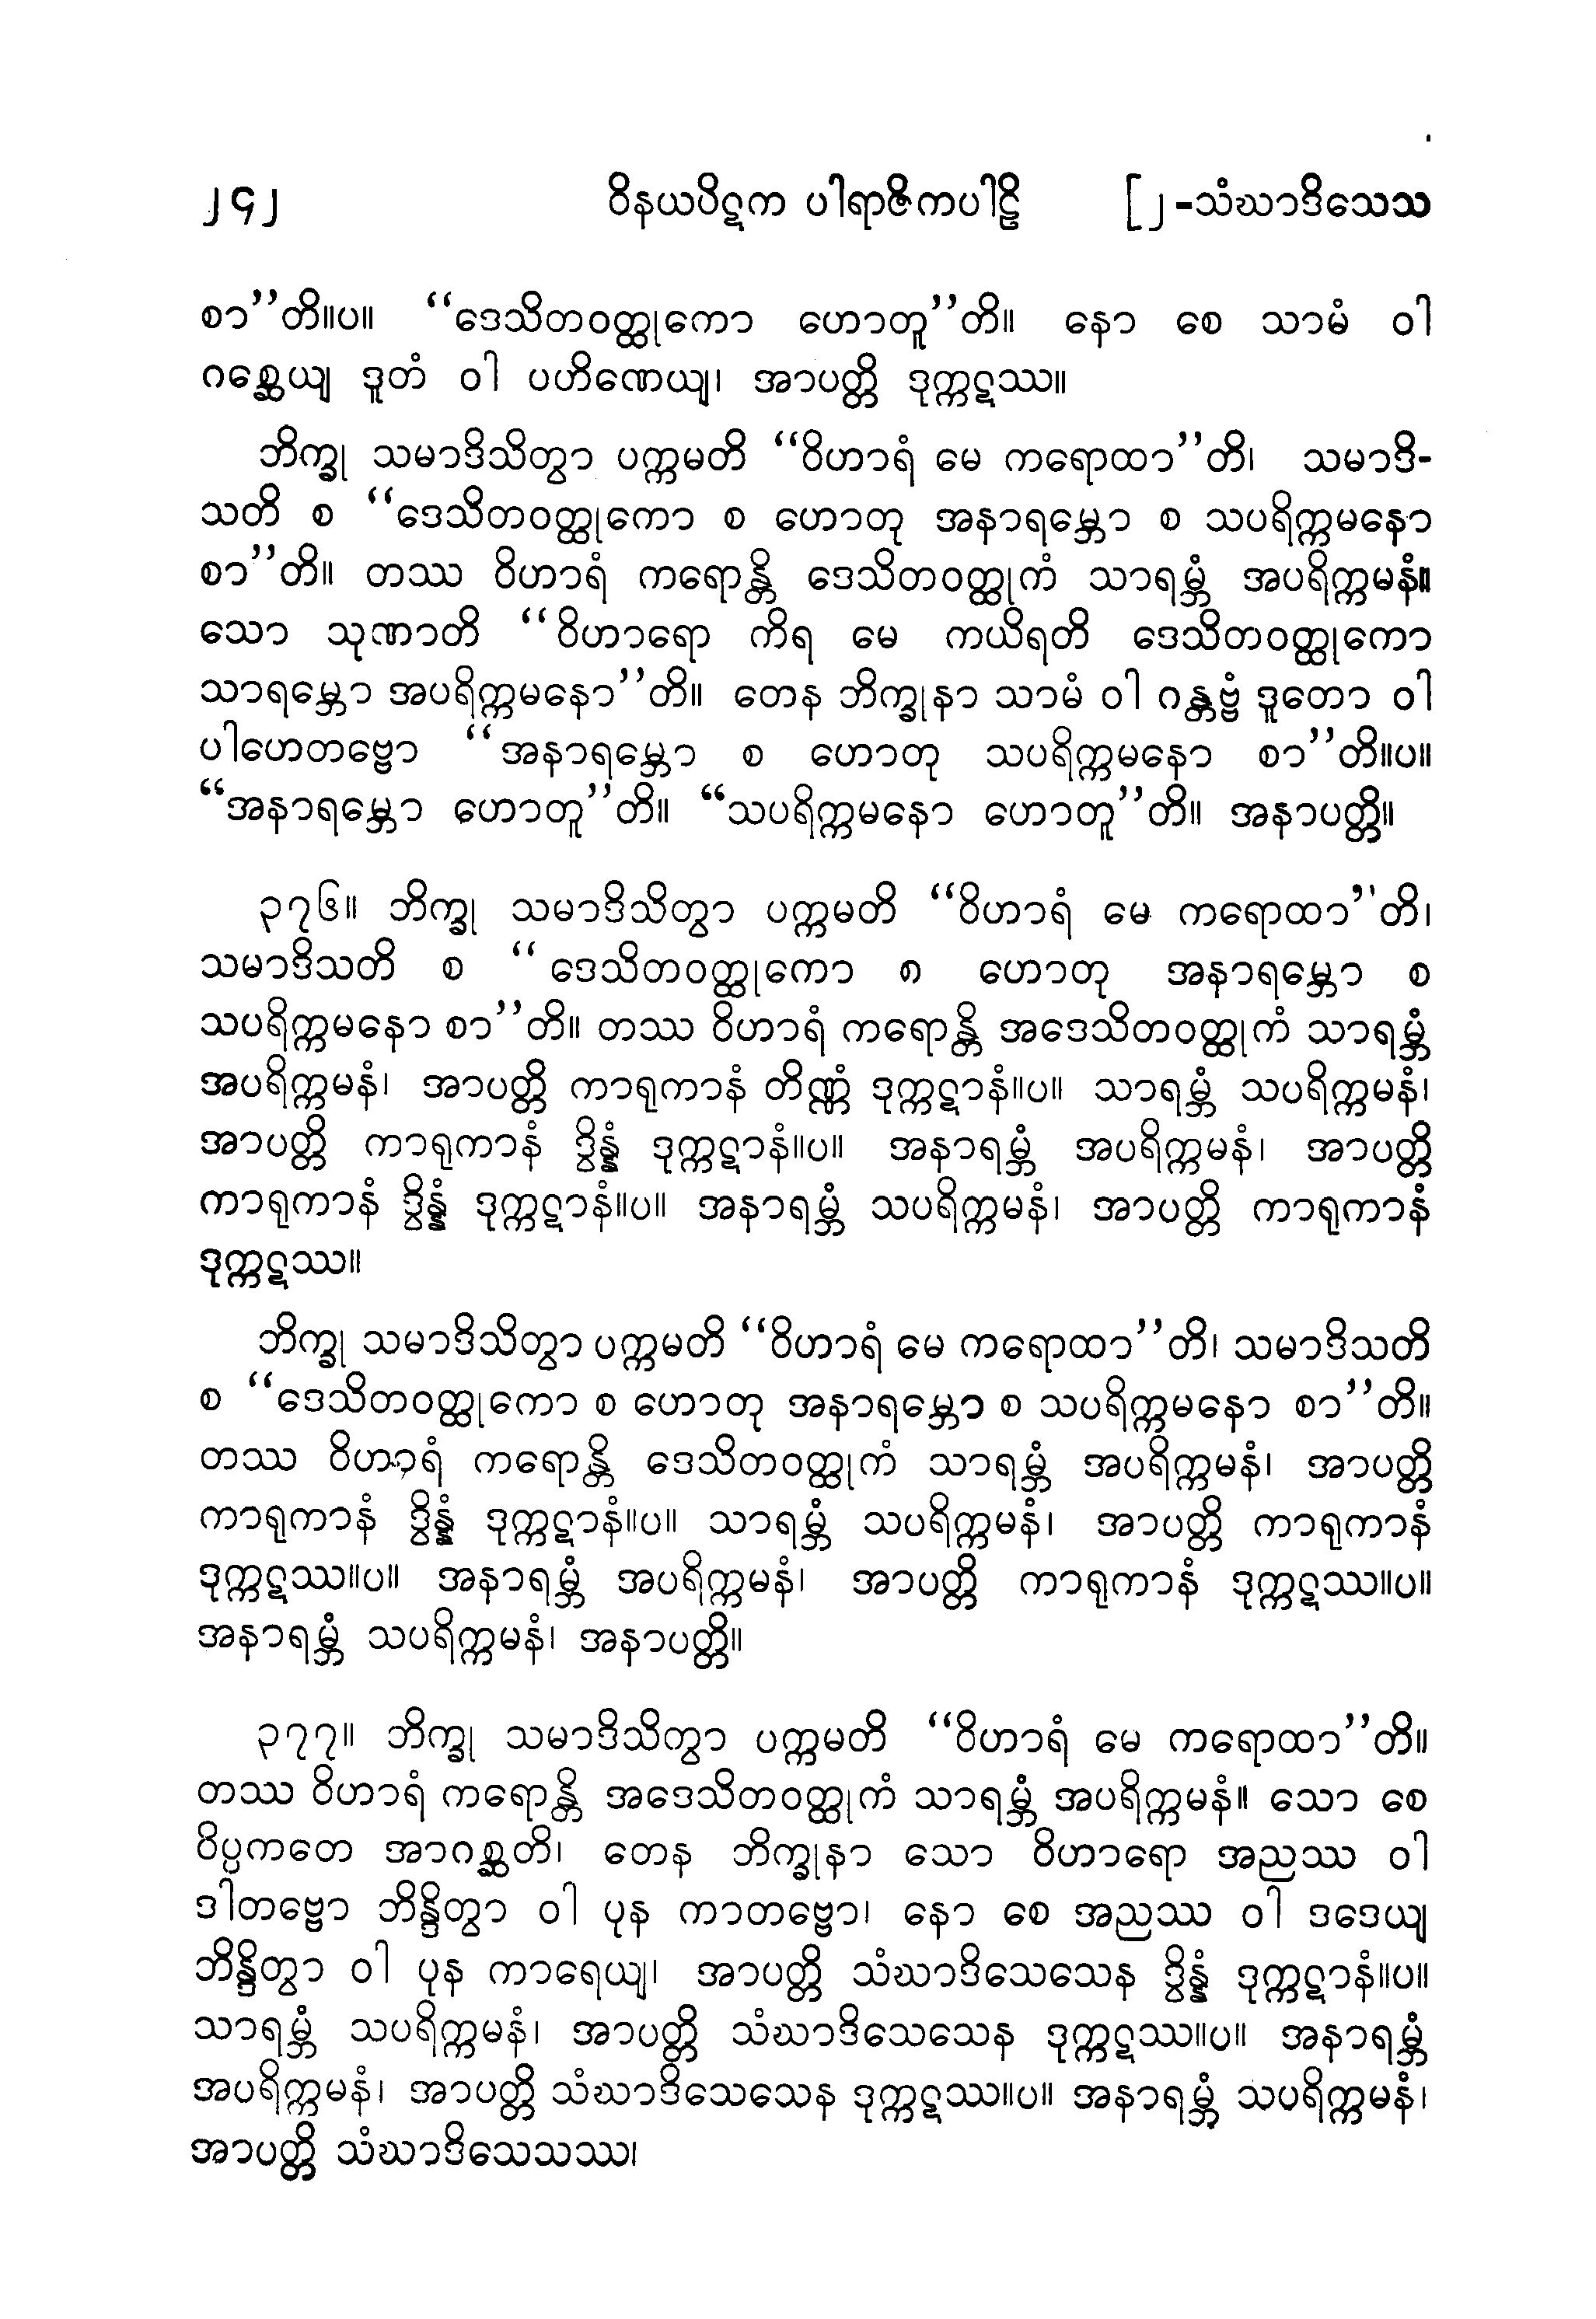 ၂၄၂ ဝိနယပိဋက ပါရာဇိကပါဠိ [၂-သံဃာဒိသေသ
စာ’’တိ။ပ။ ‘‘ဒေသိတဝတ္ထုကော ဟောတူ’’တိ။ နော စေ သာမံ ဝါ
ဂစ္ဆေယျ ဒူတံ ဝါ ပဟိဏေယျ၊ အာပတ္တိ ဒုက္ကဋဿ။
ဘိက္ခု သမာဒိသိတွာ ပက္ကမတိ ‘‘ဝိဟာရံ မေ ကရောထာ’’တိ၊ သမာဒိ-
သတိ စ ‘‘ဒေသိတဝတ္ထုကော စ ဟောတု အနာရမ္ဘော စ သပရိက္ကမနော
စာ’’တိ။ တဿ ဝိဟာရံ ကရောန္တိ ဒေသိတဝတ္ထုကံ သာရမ္ဘံ အပရိက္ကမနံ။
သော သုဏာတိ ‘‘ဝိဟာရော ကိရ မေ ကယိရတိ ဒေသိတဝတ္ထုကော
သာရမ္ဘော အပရိက္ကမနော’’တိ။ တေန ဘိက္ခုနာ သာမံ ဝါ ဂန္တဗ္ဗံ ဒူတော ဝါ
ပါဟေတဗ္ဗော ‘‘အနာရမ္ဘော စ ဟောတု သပရိက္ကမနော စာ’’တိ။ပ။
‘‘အနာရမ္ဘော ဟောတူ’’တိ။ ‘‘သပရိက္ကမနော ဟောတူ’’တိ။ အနာပတ္တိ။
၃၇၆။ ဘိက္ခု သမာဒိသိတွာ ပက္ကမတိ ‘‘ဝိဟာရံ မေ ကရောထာ’’တိ၊
သမာဒိသတိ စ ‘‘ဒေသိတဝတ္ထုကော စ ဟောတု အနာရမ္ဘော စ
သပရိက္ကမနော စာ’’တိ။ တဿ ဝိဟာရံ ကရောန္တိ အဒေသိတဝတ္ထုကံ သာရမ္ဘံ
အပရိက္ကမနံ၊ အာပတ္တိ ကာရုကာနံ တိဏ္ဏံ ဒုက္ကဋာနံ။ပ။ သာရမ္ဘံ သပရိက္ကမနံ၊
အာပတ္တိ ကာရုကာနံ ဒွိန္နံ ဒုက္ကဋာနံ။ပ။ အနာရမ္ဘံ အပရိက္ကမနံ၊ အာပတ္တိ
ကာရုကာနံ ဒွိန္နံ ဒုက္ကဋာနံ။ပ။ အနာရမ္ဘံ သပရိက္ကမနံ၊ အာပတ္တိ ကာရုကာနံ
ဒုက္ကဋဿ။
ဘိက္ခု သမာဒိသိတွာ ပက္ကမတိ ‘‘ဝိဟာရံ မေ ကရောထာ’’တိ၊ သမာဒိသတိ
စ ‘‘ဒေသိတဝတ္ထုကော စ ဟောတု အနာရမ္ဘော စ သပရိက္ကမနော စာ’’တိ။
တဿ ဝိဟာရံ ကရောန္တိ ဒေသိတဝတ္ထုကံ သာရမ္ဘံ အပရိက္ကမနံ၊ အာပတ္တိ
ကာရုကာနံ ဒွိန္နံ ဒုက္ကဋာနံ။ပ။ သာရမ္ဘံ သပရိက္ကမနံ၊ အာပတ္တိ ကာရုကာနံ
ဒုက္ကဋဿ။ပ။ အနာရမ္ဘံ အပရိက္ကမနံ၊ အာပတ္တိ ကာရုကာနံ ဒုက္ကဋဿ။ပ။
အနာရမ္ဘံ သပရိက္ကမနံ၊ အနာပတ္တိ။
၃၇၇။ ဘိက္ခု သမာဒိသိတွာ ပက္ကမတိ ‘‘ဝိဟာရံ မေ ကရောထာ’’တိ။
တဿ ဝိဟာရံ ကရောန္တိ အဒေသိတဝတ္ထုကံ သာရမ္ဘံ အပရိက္ကမနံ။ သော စေ
ဝိပ္ပကတေ အာဂစ္ဆတိ၊ တေန ဘိက္ခုနာ သော ဝိဟာရော အညဿ ဝါ
ဒါတဗ္ဗော ဘိန္ဒိတွာ ဝါ ပုန ကာတဗ္ဗော၊ နော စေ အညဿ ဝါ ဒဒေယျ
ဘိန္ဒိတွာ ဝါ ပုန ကာရေယျ၊ အာပတ္တိ သံဃာဒိသေသေန ဒွိန္နံ ဒုက္ကဋာနံ။ပ။
သာရမ္ဘံ သပရိက္ကမနံ၊ အာပတ္တိ သံဃာဒိသေသေန ဒုက္ကဋဿ။ပ။ အနာရမ္ဘံ
အပရိက္ကမနံ၊ အာပတ္တိ သံဃာဒိသေသေန ဒုက္ကဋဿ။ပ။ အနာရမ္ဘံ သပရိက္ကမနံ၊
အာပတ္တိ သံဃာဒိသေသဿ၊